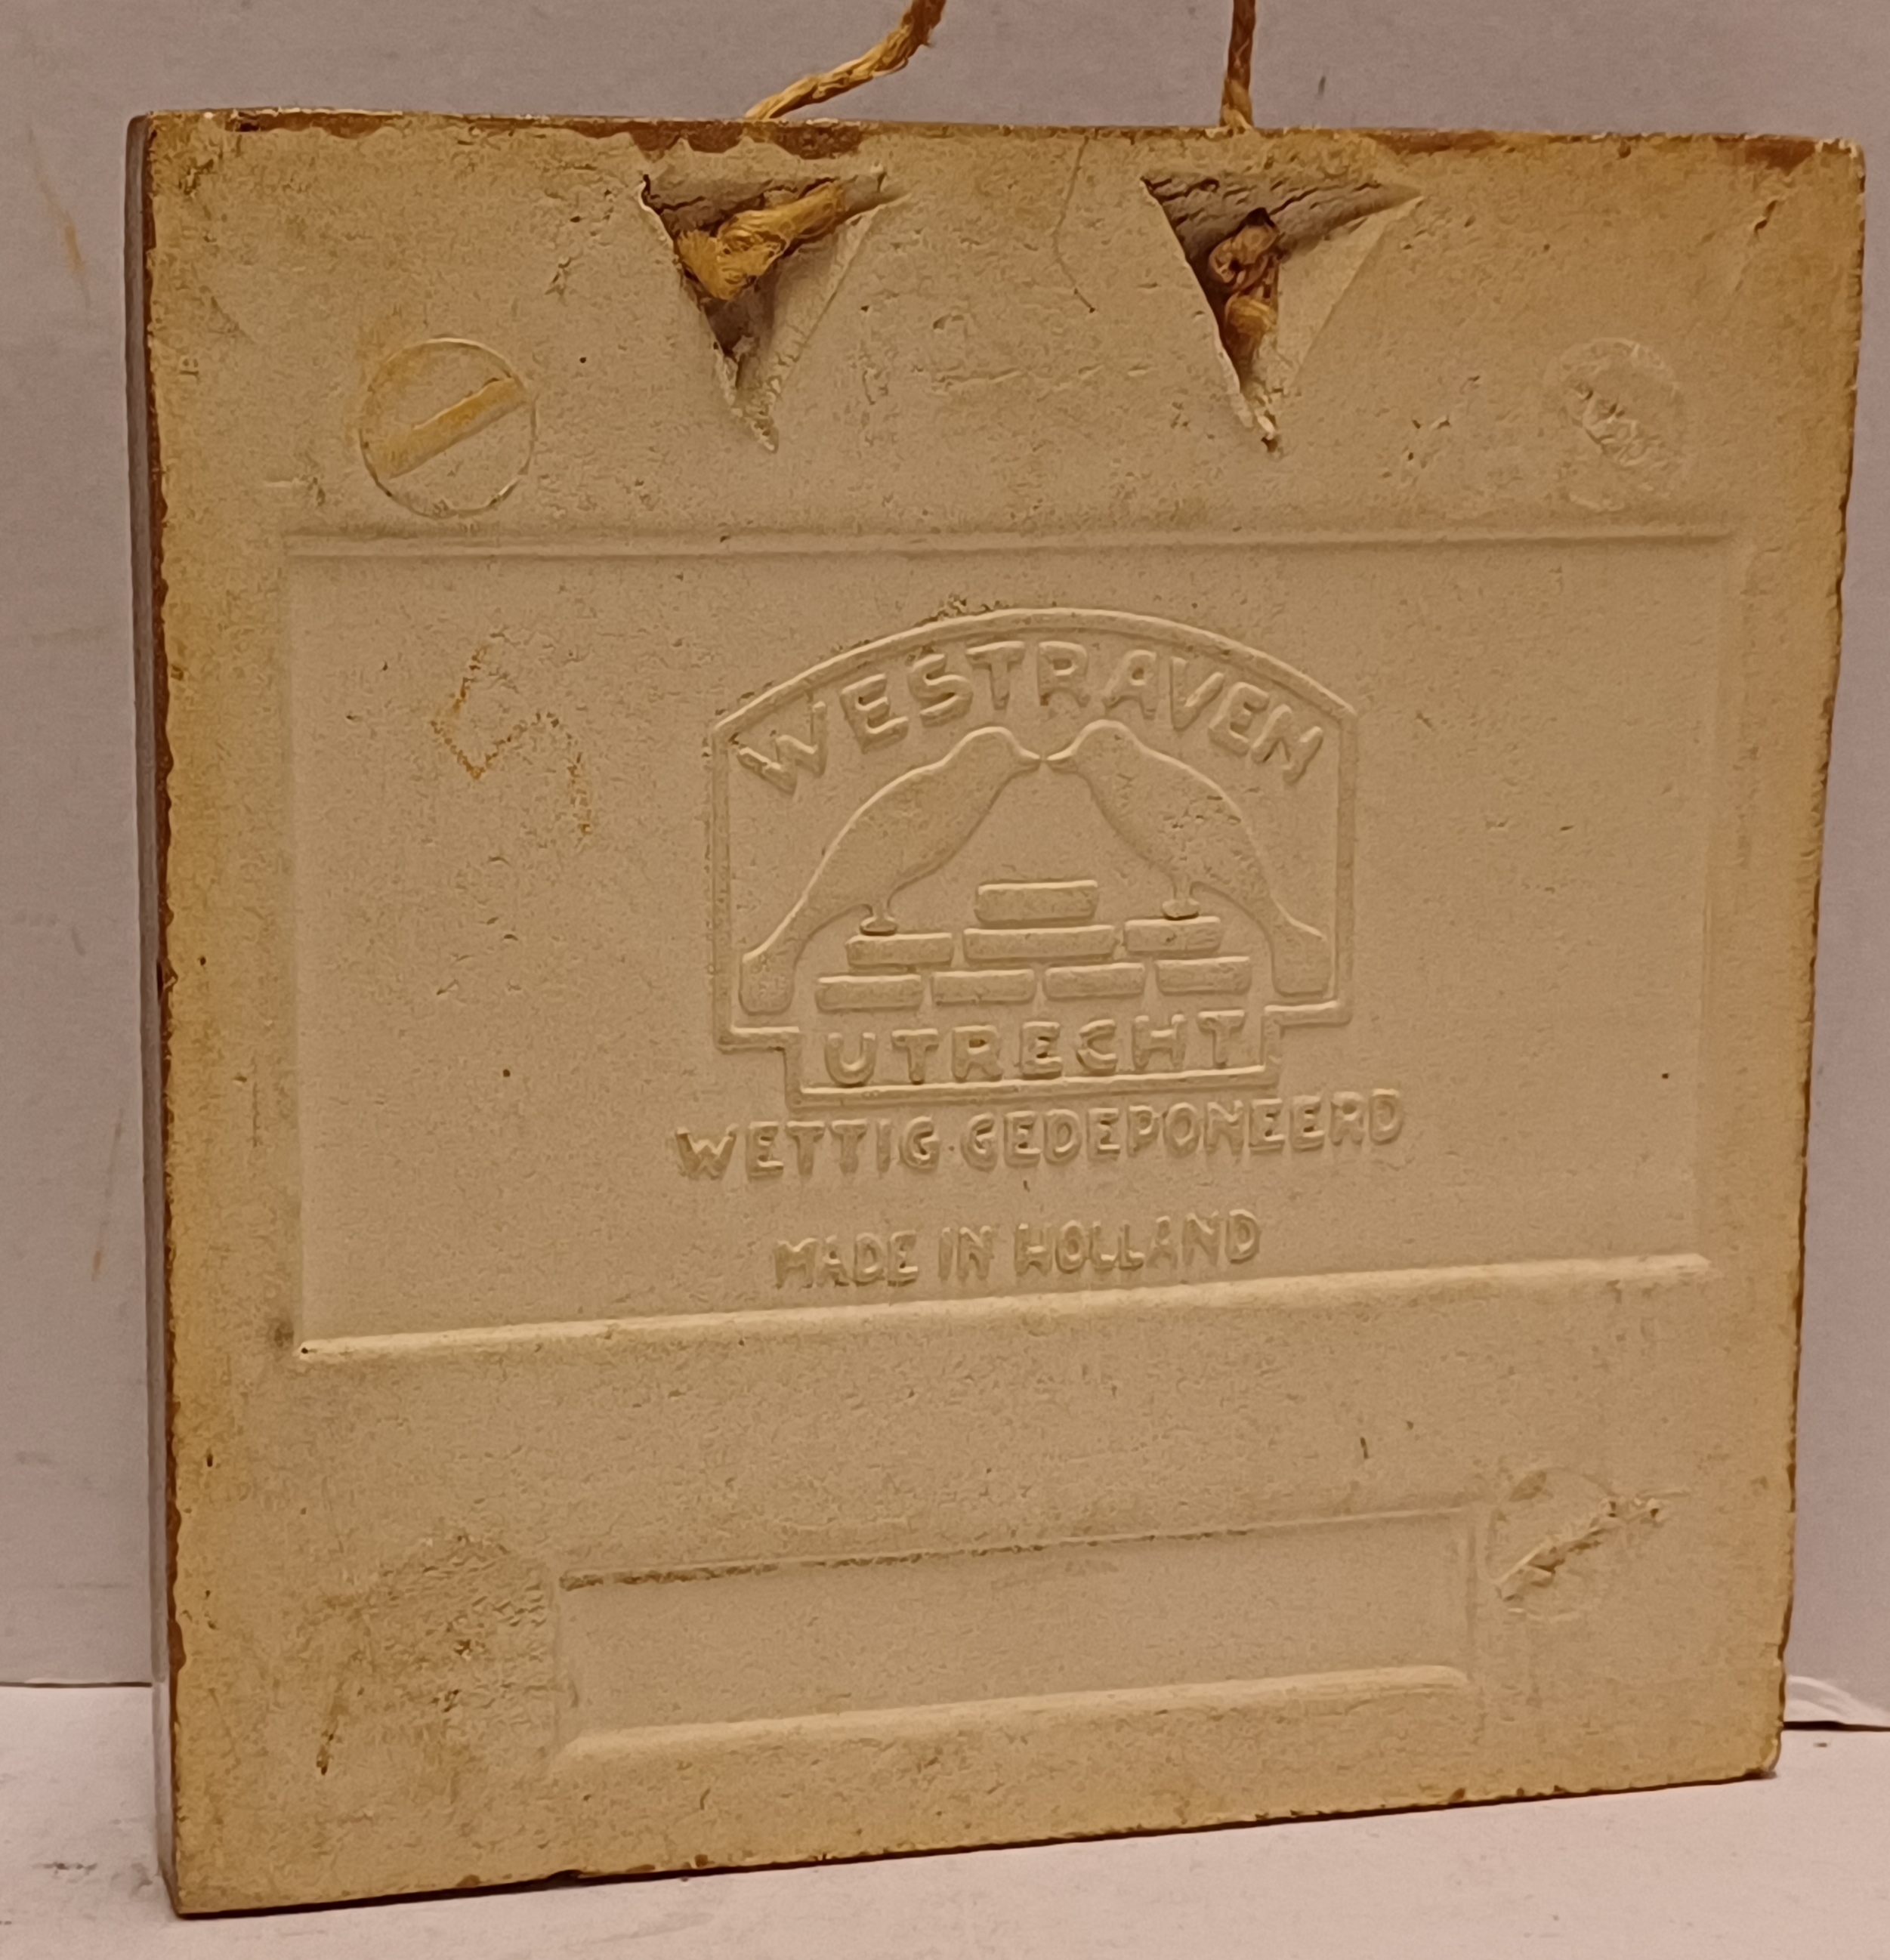 WESTRAVEN
UTRECHT
WETTIG GEDEPONEERD
MADE IN HOLLAND